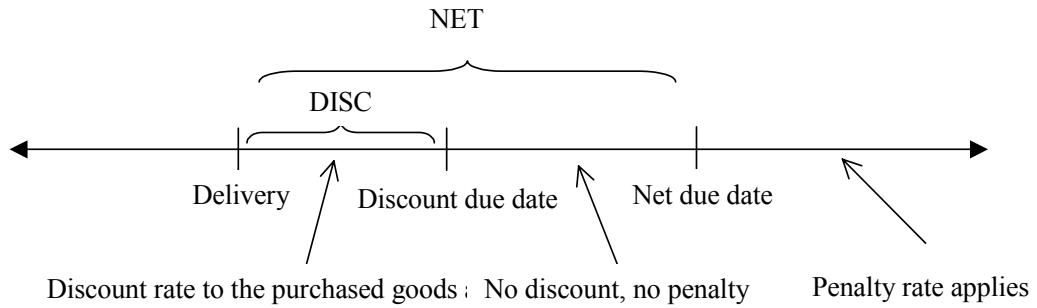 NET
DISC
Delivery
Discount due date
Net due date
Discount rate to the purchased goods
No discount, no penalty
Penalty rate applies